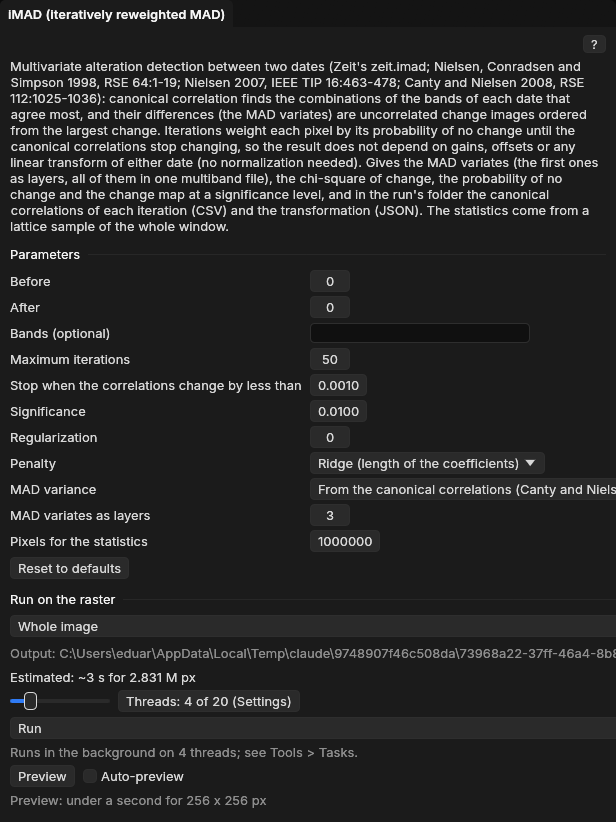 iMAD (iteratively reweighted MAD)
?
Multivariate alteration detection between two dates (Zeit's zeit.imad; Nielsen, Conradsen and
Simpson 1998, RSE 64:1-19; Nielsen 2007, IEEE TIP 16:463-478; Canty and Nielsen 2008, RSE
112:1025-1036): canonical correlation finds the combinations of the bands of each date that
agree most, and their differences (the MAD variates) are uncorrelated change images ordered
from the largest change. Iterations weight each pixel by its probability of no change until the
canonical correlations stop changing, so the result does not depend on gains, offsets or any
linear transform of either date (no normalization needed). Gives the MAD variates (the first ones
as layers, all of them in one multiband file), the chi-square of change, the probability of no
change and the change map at a significance level, and in the run's folder the canonical
correlations of each iteration (CSV) and the transformation (JSON). The statistics come from a
lattice sample of the whole window.
Parameters
Before 0
After 0
Bands (optional)
Maximum iterations 50
Stop when the correlations change by less than 0.0010
Significance 0.0100
Regularization 0
Penalty Ridge (length of the coefficients)
MAD variance From the canonical correlations (Canty and Niels
MAD variates as layers 3
Pixels for the statistics 1000000
Reset to defaults
Run on the raster
Whole image
Output: C:\Users\eduar\AppData\Local\Temp\claude\9748907f46c508da\73968a22-37ff-46a4-8b8
Estimated: ~3 s for 2.831 M px
Threads: 4 of 20 (Settings)
Run
Runs in the background on 4 threads; see Tools > Tasks.
Preview Auto-preview
Preview: under a second for 256 x 256 px